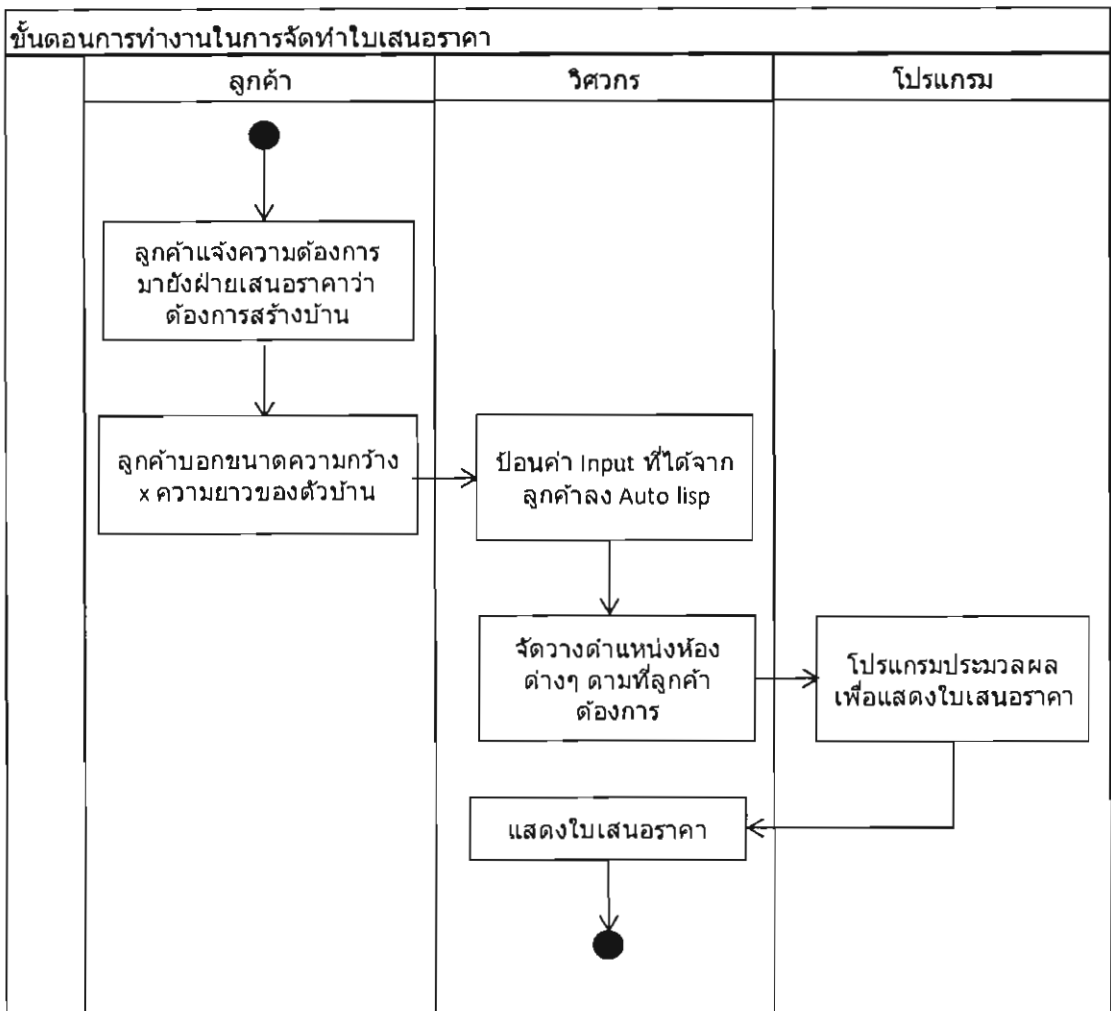 ขั้นตอนการทำงานในการจัดทำใบเสนอราคา
ลูกค้า
วิศวกร
โปรแกรม
ลูกค้าแจ้งความต้องการ
มายังฝ่ายเสนอราคาว่า
ต้องการสร้างบ้าน
ลูกค้าบอกขนาดความกว้าง
x ความยาวของตัวบ้าน
ป้อนค่า Input ที่ได้จาก
ลูกค้าลง Auto lisp
จัดวางตำแหน่งห้อง
ต่างๆ ตามที่ลูกค้า
ต้องการ
โปรแกรมประมวลผล
เพื่อแสดงใบเสนอราคา
แสดงใบเสนอราคา